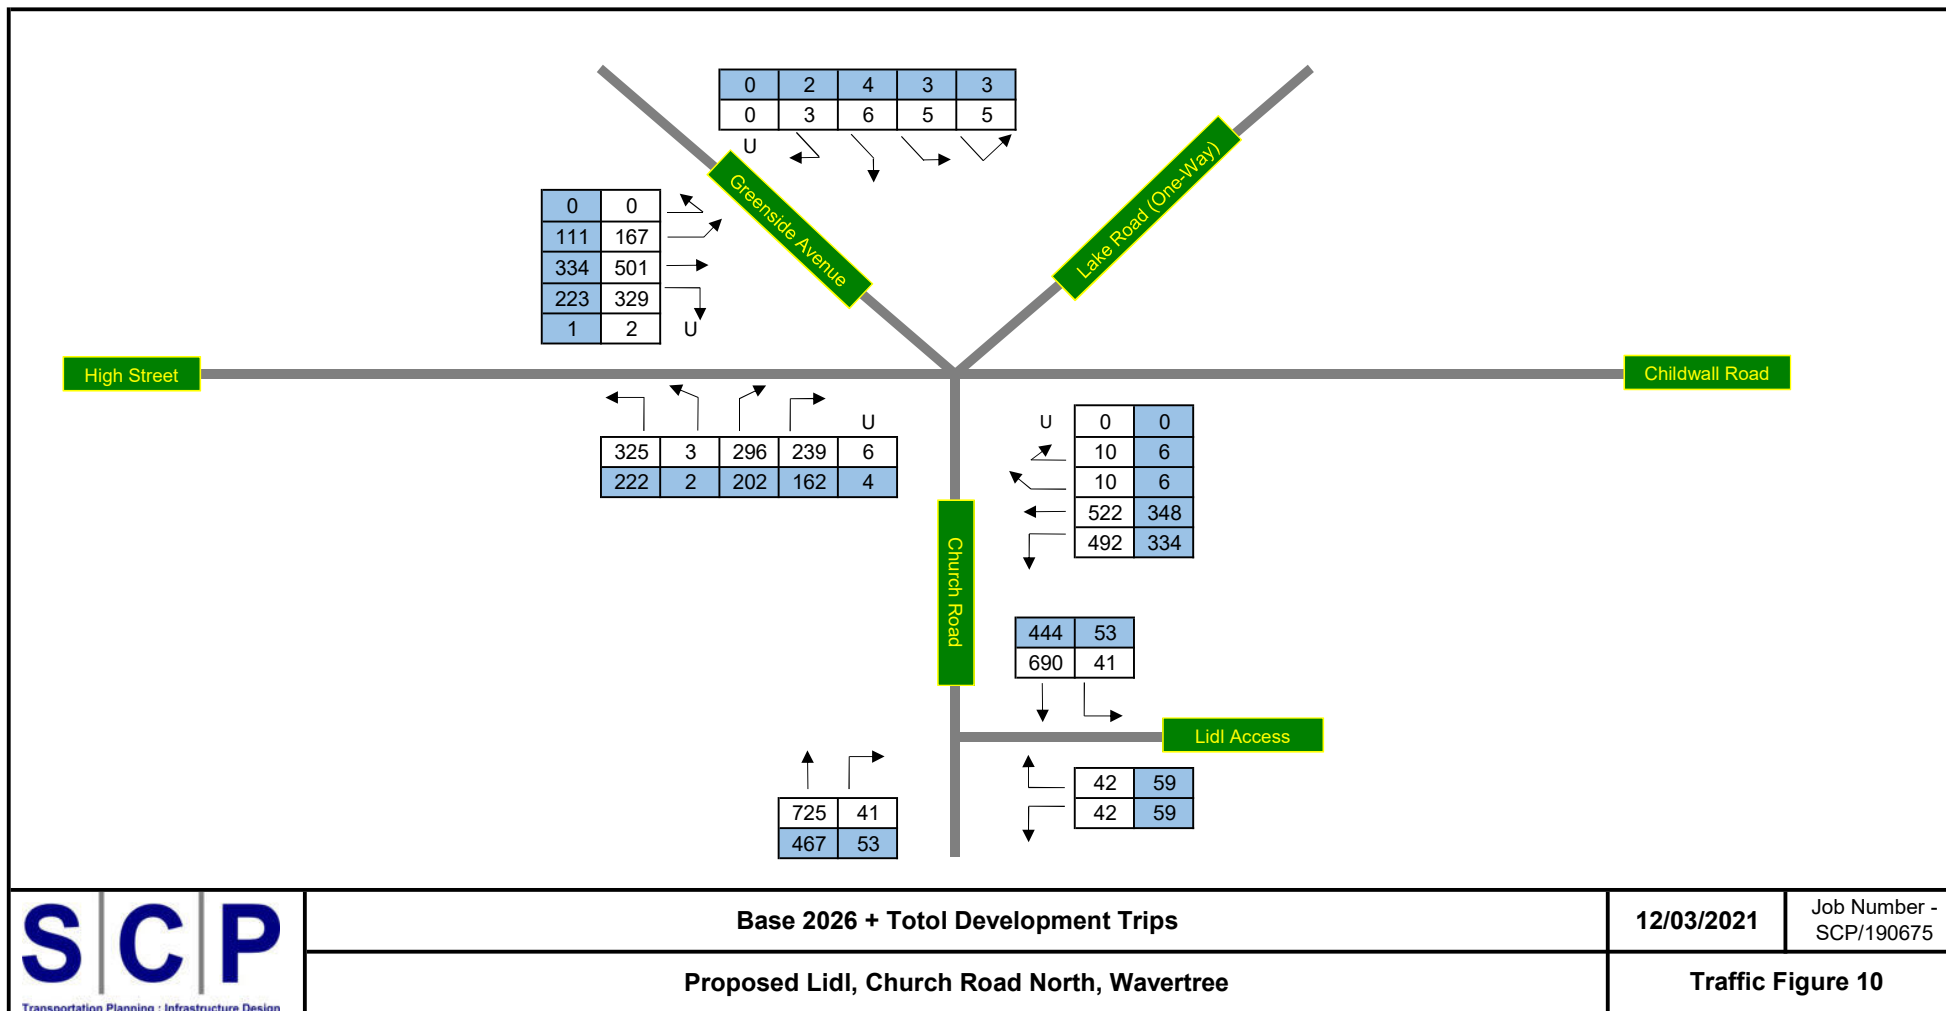 0 2 4 3 3
0 3 6 5 5
U
Greenside Avenue
Lake Road (One-Way)
0 0
111 167
334 501
223 329
1 2 U
High Street
Childwall Road
U
325 3 296 239 6
222 2 202 162 4
U 0 0
10 6
10 6
522 348
492 334
Church Road
444 53
690 41
Lidl Access
725 41
467 53
42 59
42 59
SCP
Transportation Planning : Infrastructure Design
Base 2026 + Totol Development Trips
12/03/2021
Job Number -
SCP/190675
Proposed Lidl, Church Road North, Wavertree
Traffic Figure 10